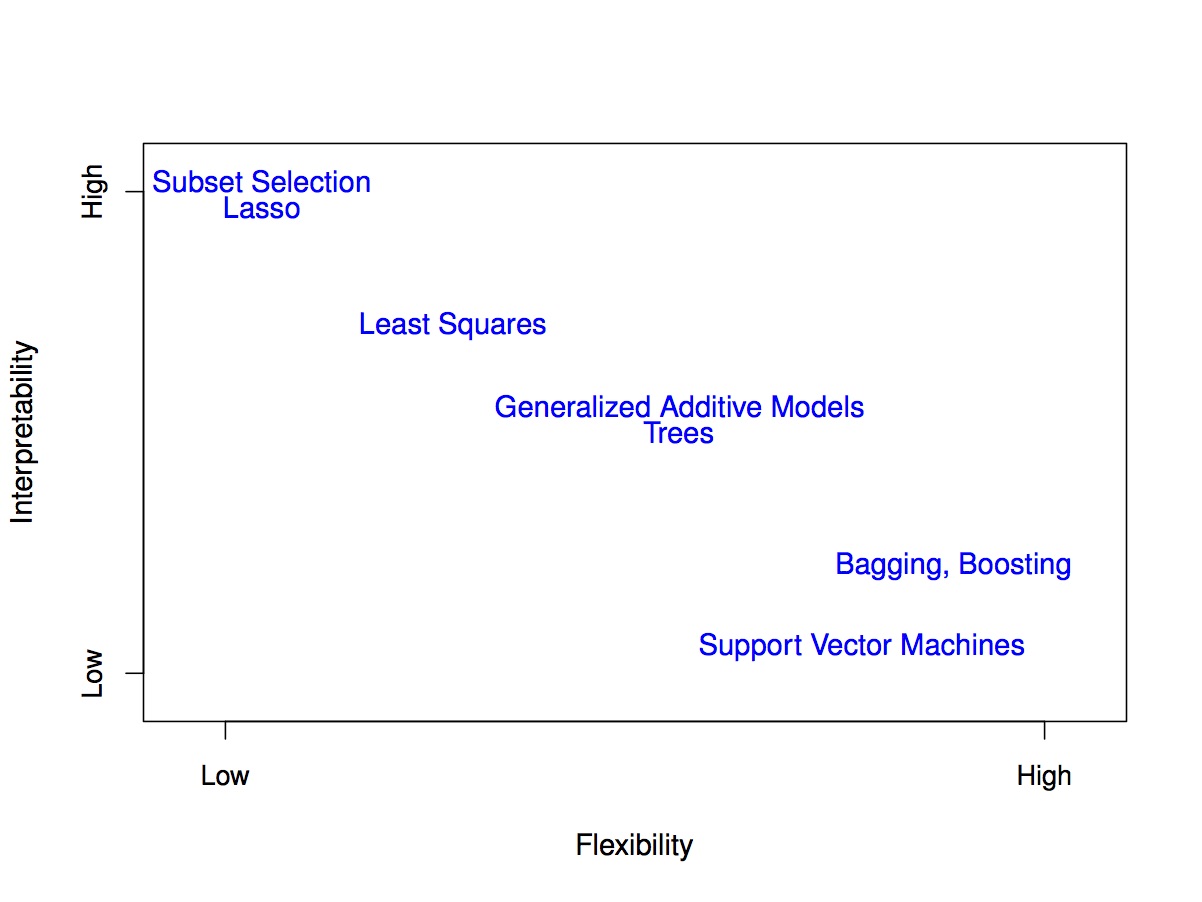 High
Subset Selection
Lasso
Least Squares
Interpretability
Generalized Additive Models
Trees
Bagging, Boosting
Support Vector Machines
Low
Low
High
Flexibility